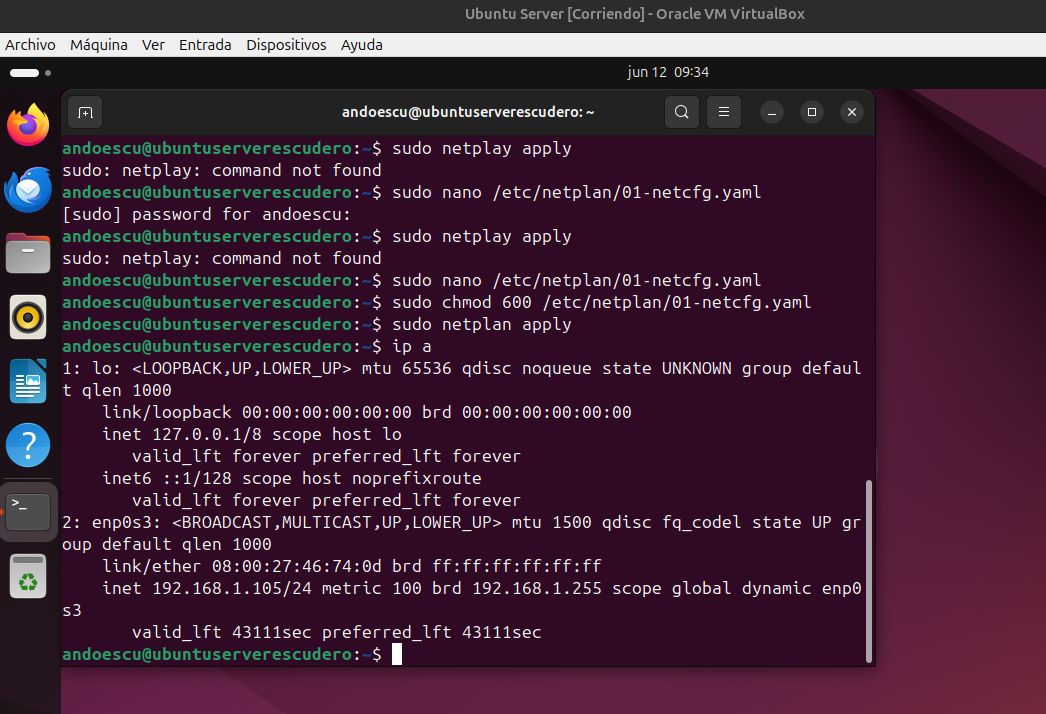 Ubuntu Server [Corriendo] - Oracle VM VirtualBox
Archivo Máquina Ver Entrada Dispositivos Ayuda
jun 12 09:34
andoescu@ubuntuserverescudero: ~
andoescu@ubuntuserverescudero:~$ sudo netplay apply
sudo: netplay: command not found
andoescu@ubuntuserverescudero:~$ sudo nano /etc/netplan/01-netcfg.yaml
[sudo] password for andoescu:
andoescu@ubuntuserverescudero:~$ sudo netplay apply
sudo: netplay: command not found
andoescu@ubuntuserverescudero:~$ sudo nano /etc/netplan/01-netcfg.yaml
andoescu@ubuntuserverescudero:~$ sudo chmod 600 /etc/netplan/01-netcfg.yaml
andoescu@ubuntuserverescudero:~$ sudo netplan apply
andoescu@ubuntuserverescudero:~$ ip a
1: lo: <LOOPBACK,UP,LOWER_UP> mtu 65536 qdisc noqueue state UNKNOWN group defaul
t qlen 1000
    link/loopback 00:00:00:00:00:00 brd 00:00:00:00:00:00
    inet 127.0.0.1/8 scope host lo
       valid_lft forever preferred_lft forever
    inet6 ::1/128 scope host noprefixroute
       valid_lft forever preferred_lft forever
2: enp0s3: <BROADCAST,MULTICAST,UP,LOWER_UP> mtu 1500 qdisc fq_codel state UP gr
oup default qlen 1000
    link/ether 08:00:27:46:74:0d brd ff:ff:ff:ff:ff:ff
    inet 192.168.1.105/24 metric 100 brd 192.168.1.255 scope global dynamic enp0
s3
       valid_lft 43111sec preferred_lft 43111sec
andoescu@ubuntuserverescudero:~$